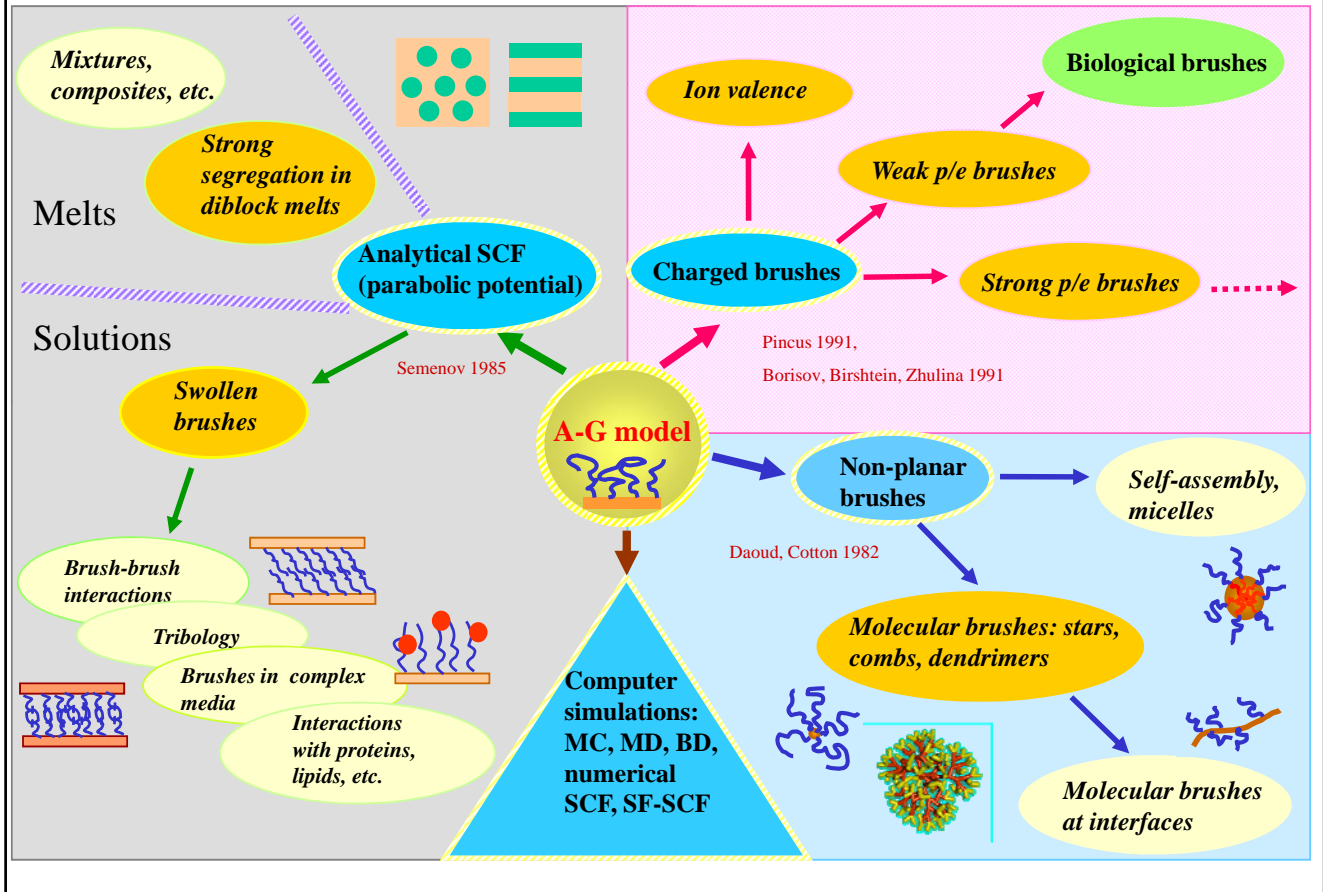 Mixtures,
composites, etc.
Strong
segregation in
diblock melts
Melts
Analytical SCF
(parabolic potential)
Solutions
Semenov 1985
Swollen
brushes
Brush-brush
interactions
Tribology
Brushes in complex
media
Interactions
with proteins,
lipids, etc.
Ion valence
Biological brushes
Weak p/e brushes
Charged brushes
Strong p/e brushes
Pincus 1991,
Borisov, Birshtein, Zhulina 1991
A-G model
Non-planar
brushes
Self-assembly,
micelles
Daoud, Cotton 1982
Molecular brushes: stars,
combs, dendrimers
Molecular brushes
at interfaces
Computer
simulations:
MC, MD, BD,
numerical
SCF, SF-SCF